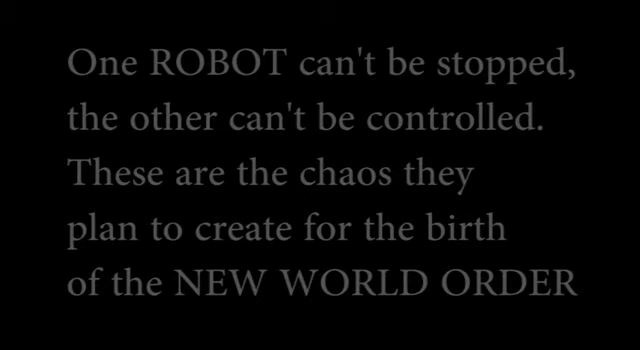 One ROBOT can't be stopped,
the other can't be controlled.
These are the chaos they
plan to create for the birth
of the NEW WORLD ORDER